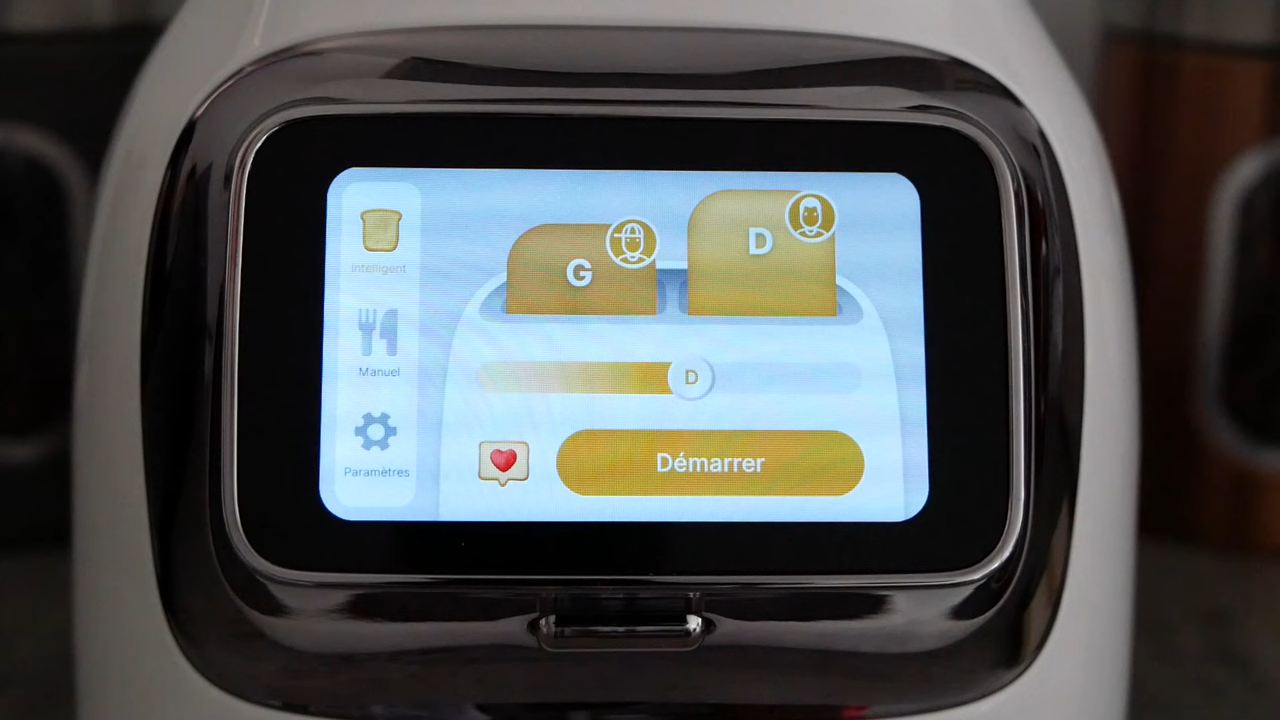 Intelligent
Manuel
Paramètres
G
D
D
Démarrer